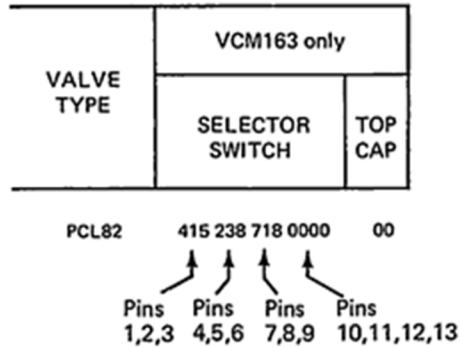 VCM163 only
VALVE
TYPE
SELECTOR
SWITCH
TOP
CAP
PCL82 415 238 718 0000 00
Pins Pins Pins Pins
1,2,3 4,5,6 7,8,9 10,11,12,13